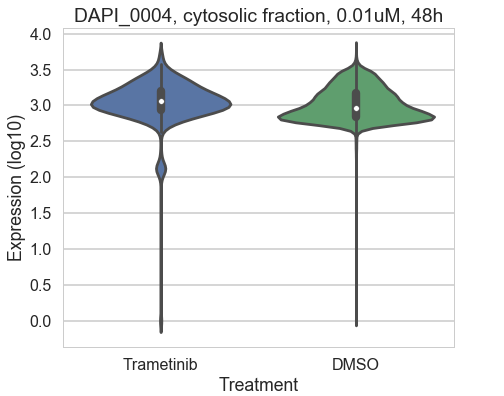 DAPI_0004, cytosolic fraction, 0.01uM, 48h
Expression (log10)
4.0
3.5
3.0
2.5
2.0
1.5
1.0
0.5
0.0
Trametinib DMSO
Treatment